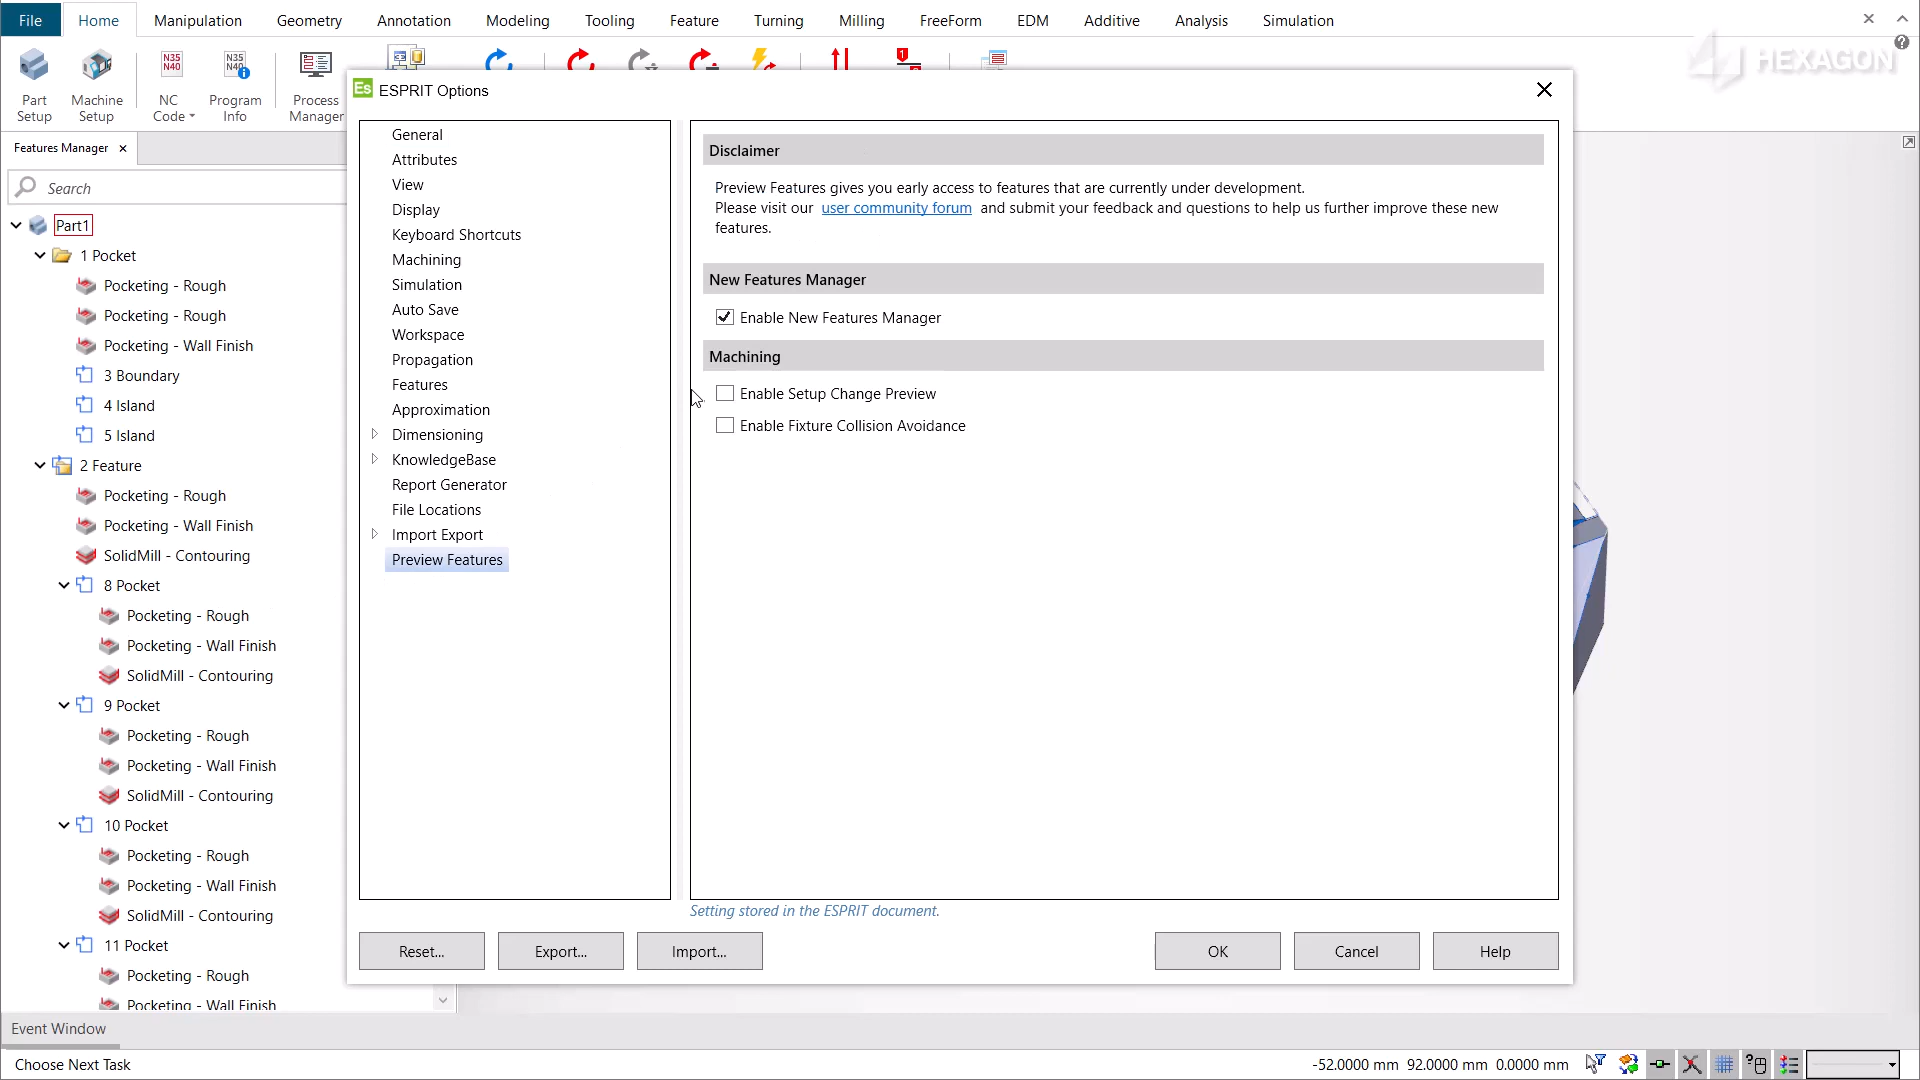 File Home Manipulation Geometry Annotation Modeling Tooling Feature Turning Milling FreeForm EDM Additive Analysis Simulation
HEXAGON
N35
N40
N35
N40
Part
Setup
Machine
Setup
NC
Code
Program
Info
Process
Manager
Es ESPRIT Options
Features Manager
Search
Part1
1 Pocket
Pocketing - Rough
Pocketing - Rough
Pocketing - Wall Finish
3 Boundary
4 Island
5 Island
2 Feature
Pocketing - Rough
Pocketing - Wall Finish
SolidMill - Contouring
8 Pocket
Pocketing - Rough
Pocketing - Wall Finish
SolidMill - Contouring
9 Pocket
Pocketing - Rough
Pocketing - Wall Finish
SolidMill - Contouring
10 Pocket
Pocketing - Rough
Pocketing - Wall Finish
SolidMill - Contouring
11 Pocket
Pocketing - Rough
Pocketing - Wall Finish
General
Attributes
View
Display
Keyboard Shortcuts
Machining
Simulation
Auto Save
Workspace
Propagation
Features
Approximation
Dimensioning
KnowledgeBase
Report Generator
File Locations
Import Export
Preview Features
Disclaimer
Preview Features gives you early access to features that are currently under development.
Please visit our user community forum and submit your feedback and questions to help us further improve these new
features.
New Features Manager
Enable New Features Manager
Machining
Enable Setup Change Preview
Enable Fixture Collision Avoidance
Setting stored in the ESPRIT document.
Reset... Export... Import... OK Cancel Help
Event Window
Choose Next Task
-52.0000 mm 92.0000 mm 0.0000 mm